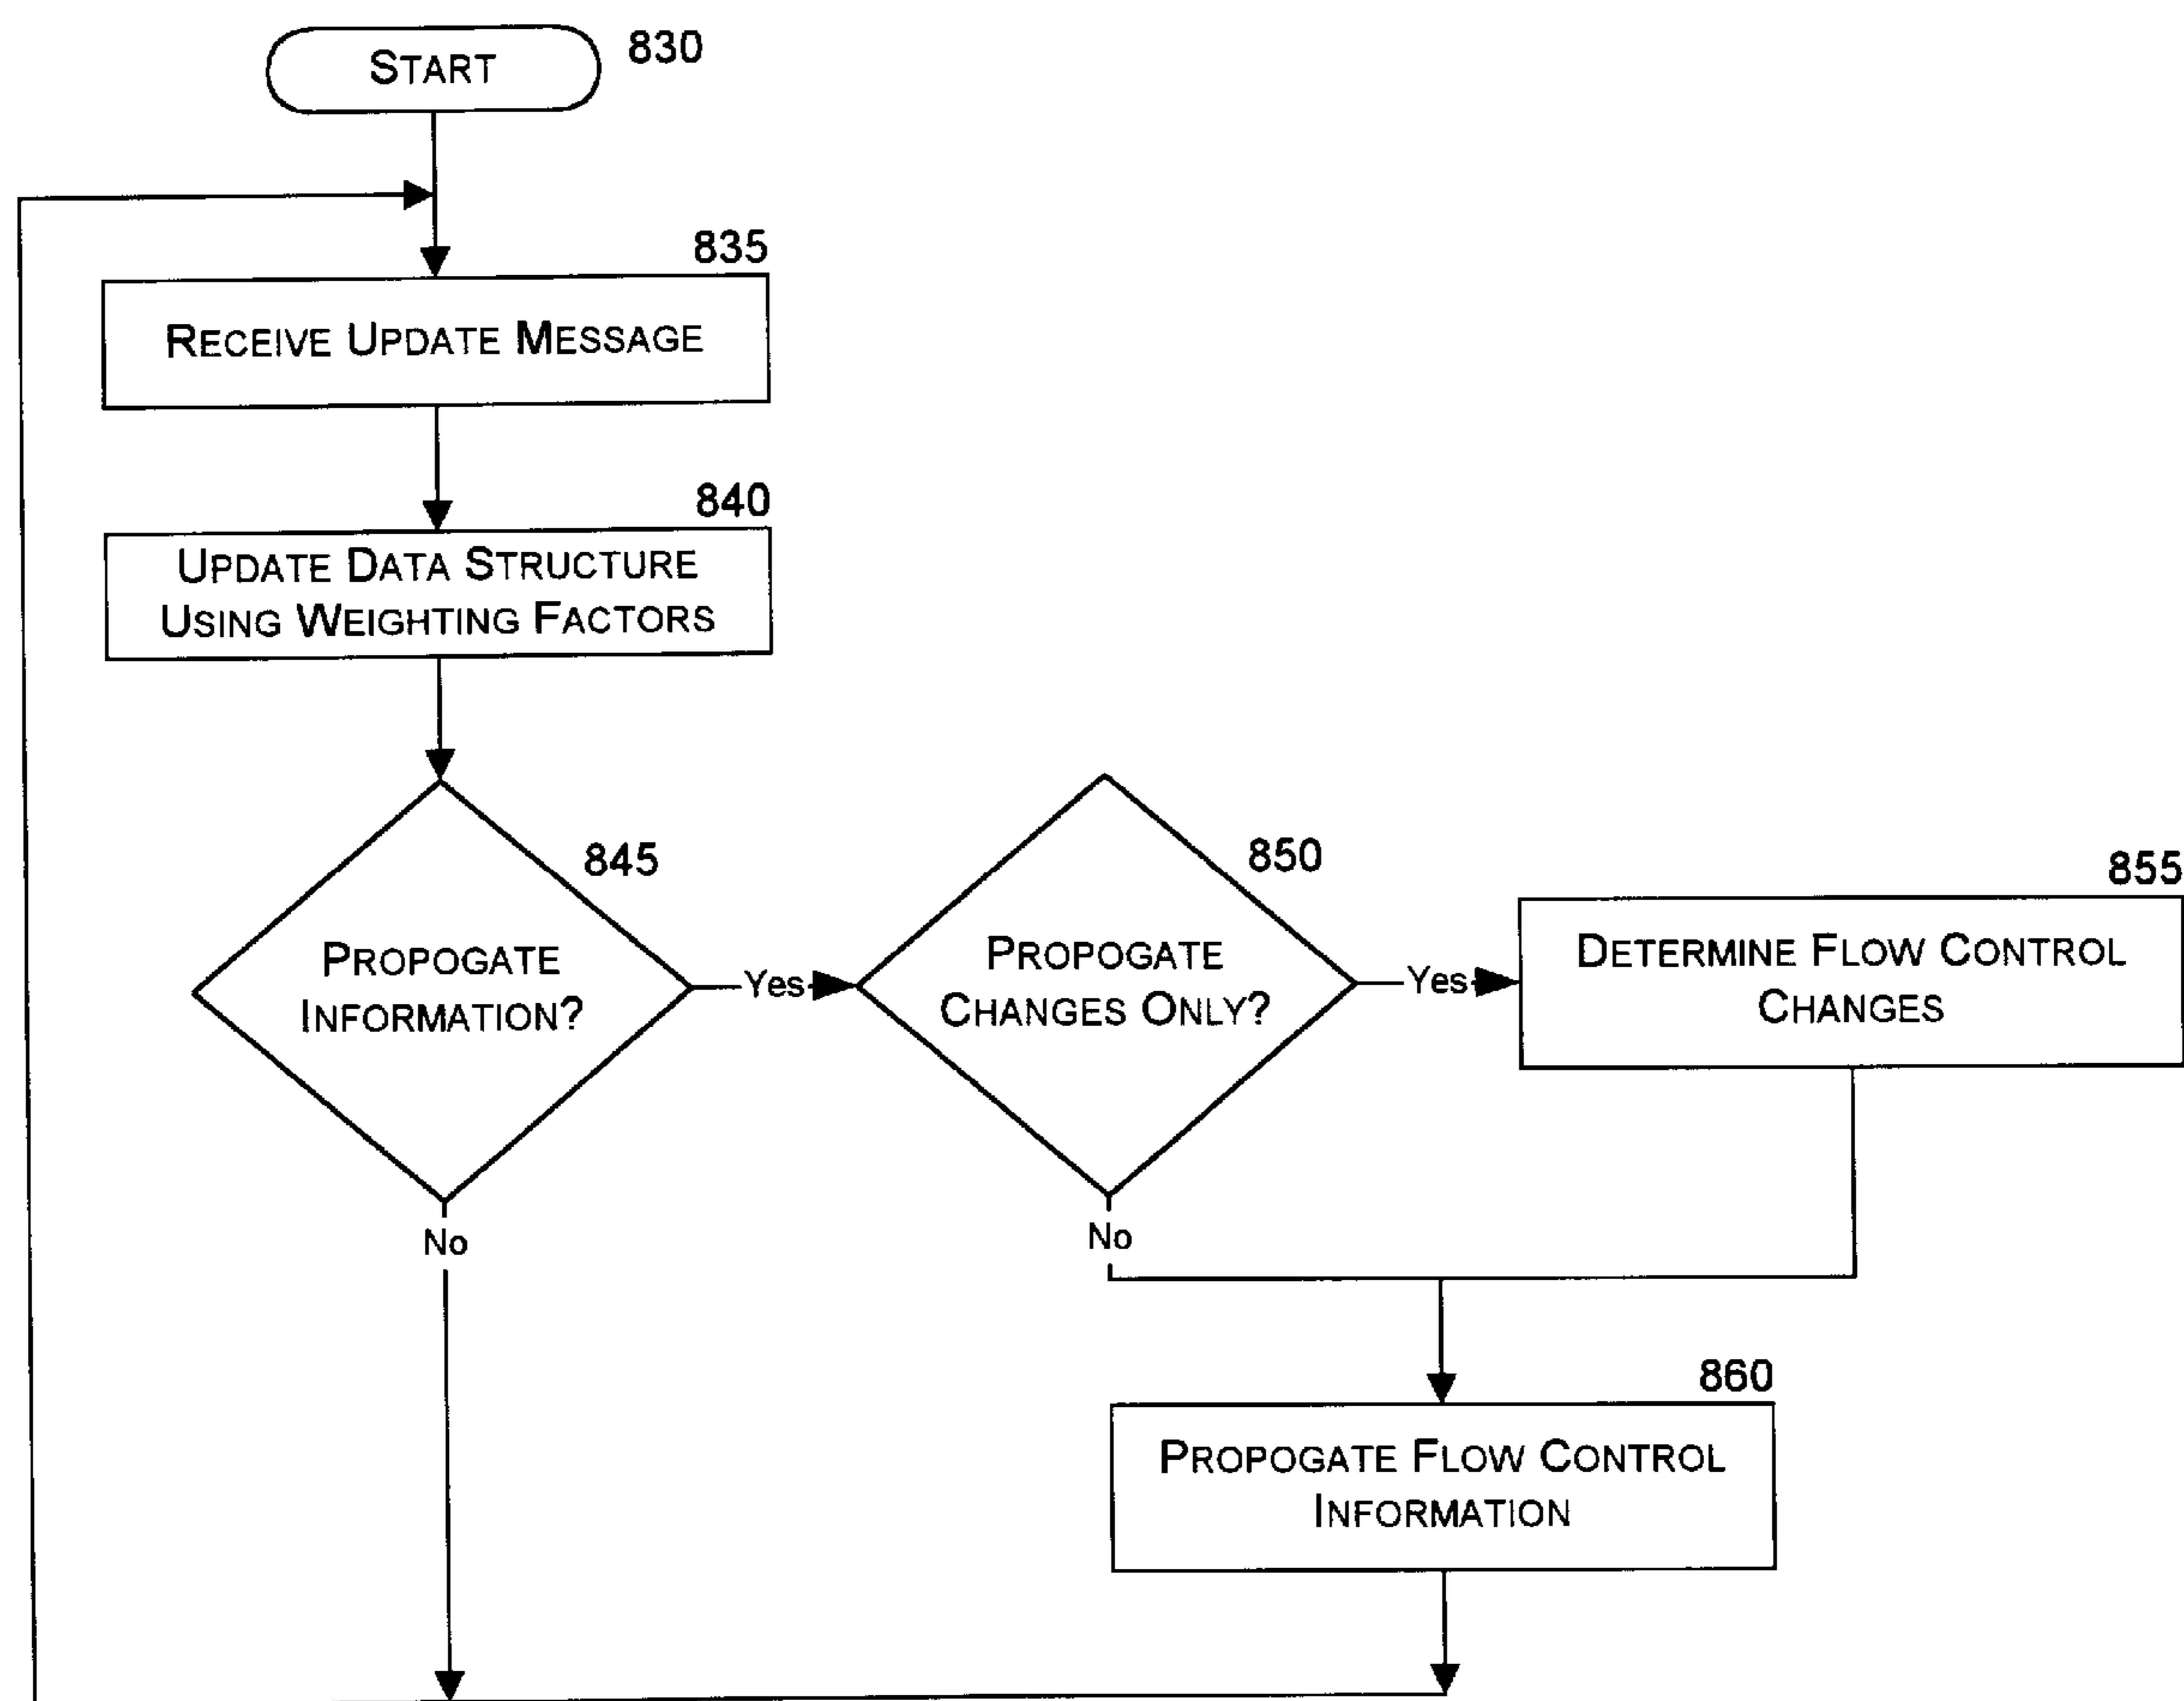 START
830
835
RECEIVE UPDATE MESSAGE
840
UPDATE DATA STRUCTURE
USING WEIGHTING FACTORS
845
PROPOGATE
INFORMATION?
Yes
No
850
PROPOGATE
CHANGES ONLY?
Yes
No
855
DETERMINE FLOW CONTROL
CHANGES
860
PROPOGATE FLOW CONTROL
INFORMATION